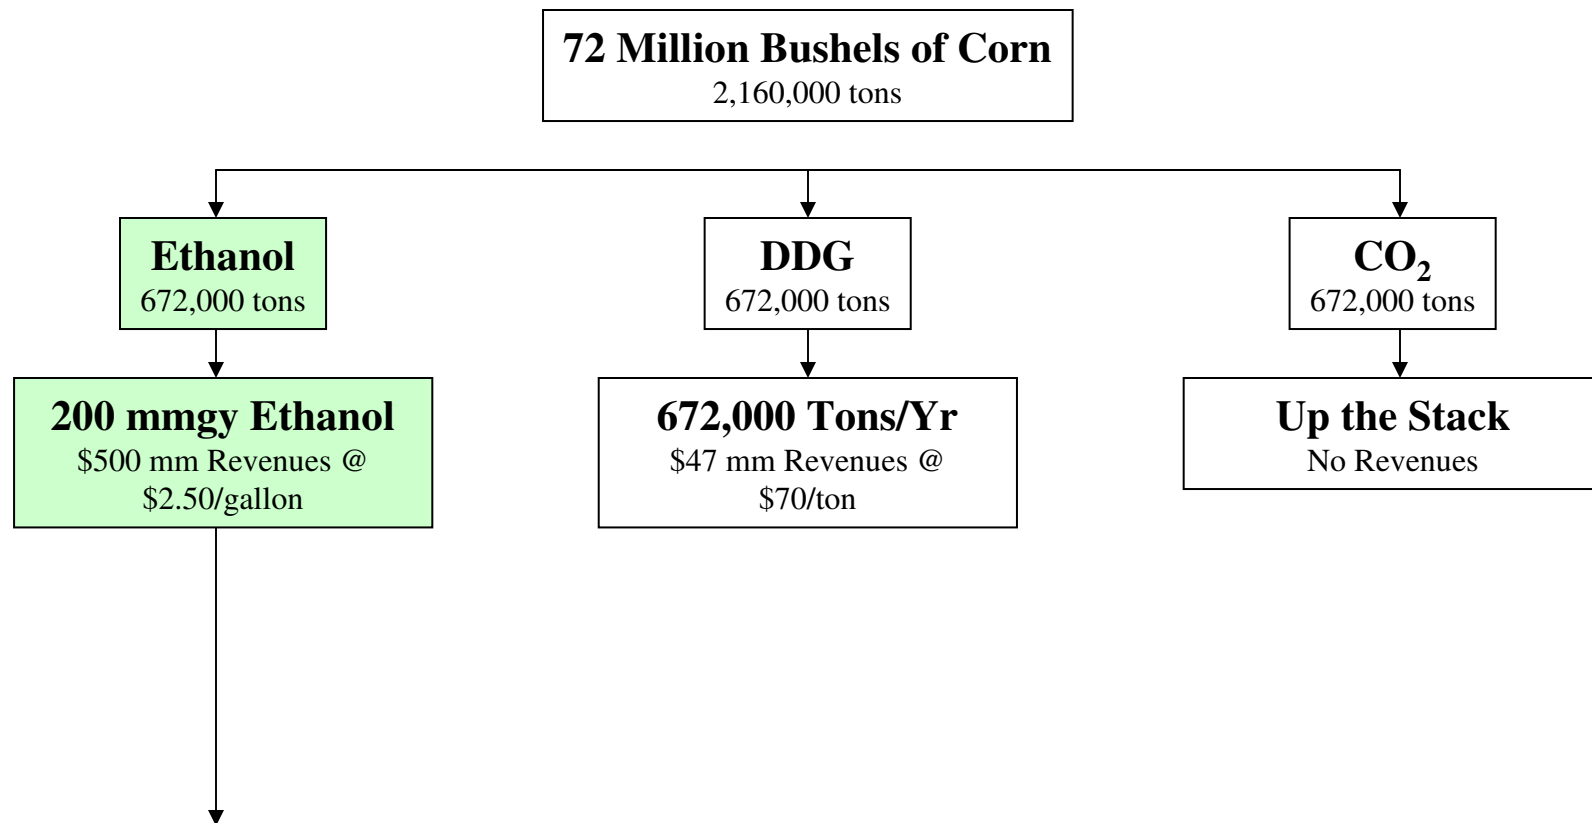 72 Million Bushels of Corn
2,160,000 tons
Ethanol
672,000 tons
DDG
672,000 tons
CO₂
672,000 tons
200 mmgy Ethanol
$500 mm Revenues @
$2.50/gallon
672,000 Tons/Yr
$47 mm Revenues @
$70/ton
Up the Stack
No Revenues